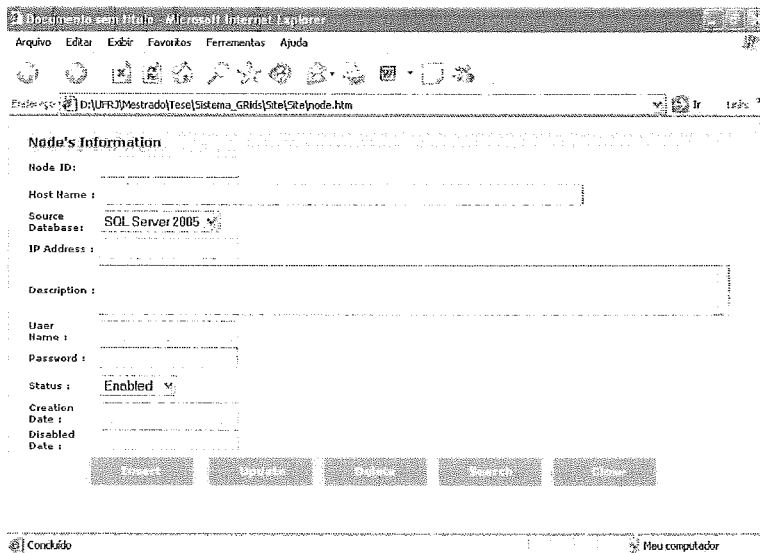 Documento sem título - Microsoft Internet Explorer
Arquivo Editar Exibir Favoritos Ferramentas Ajuda
Endereço D:\UFRJ\Mestrado\Tese\Sistema_GRids\Site\Site\node.htm Ir Links
Node's Information
Node ID:
Host Name :
Source
Database: SQL Server 2005
IP Address :
Description :
User
Name :
Password :
Status : Enabled
Creation
Date :
Disabled
Date :
Insert Update Delete Search Close
Concluído Meu computador